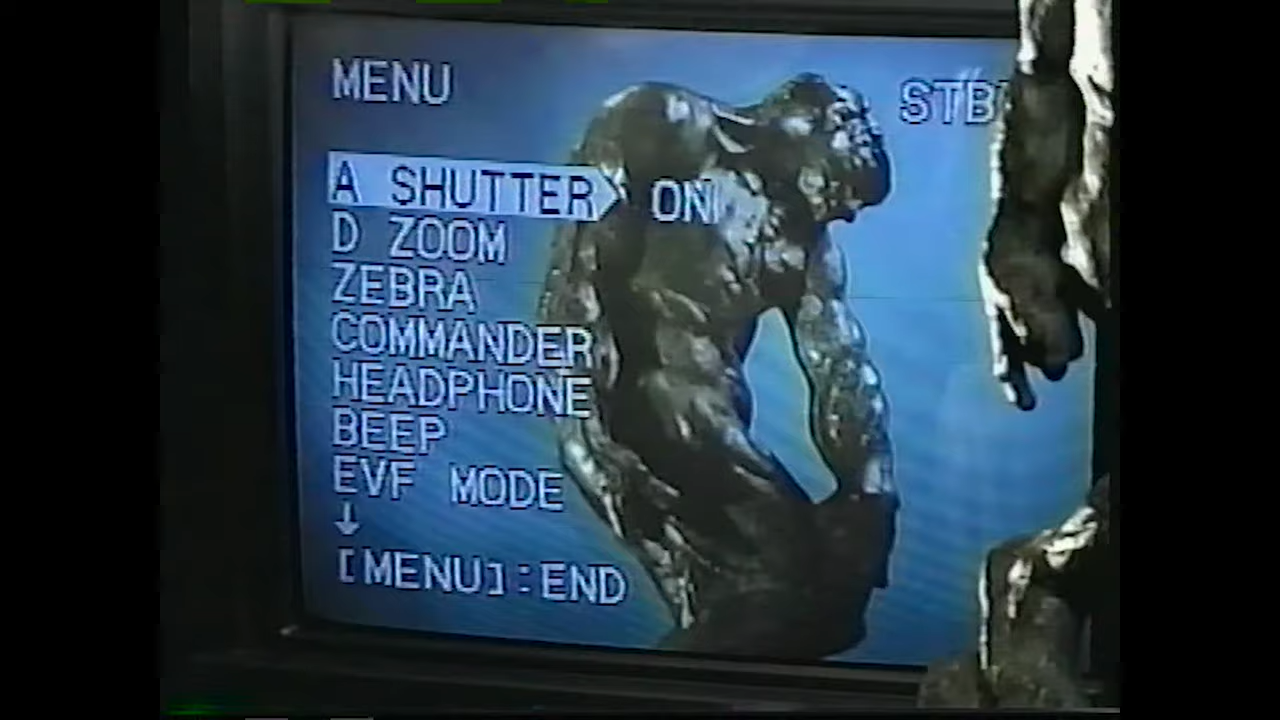 MENU
A SHUTTER ON
D ZOOM
ZEBRA
COMMANDER
HEADPHONE
BEEP
EVF MODE
↓
[MENU]:END